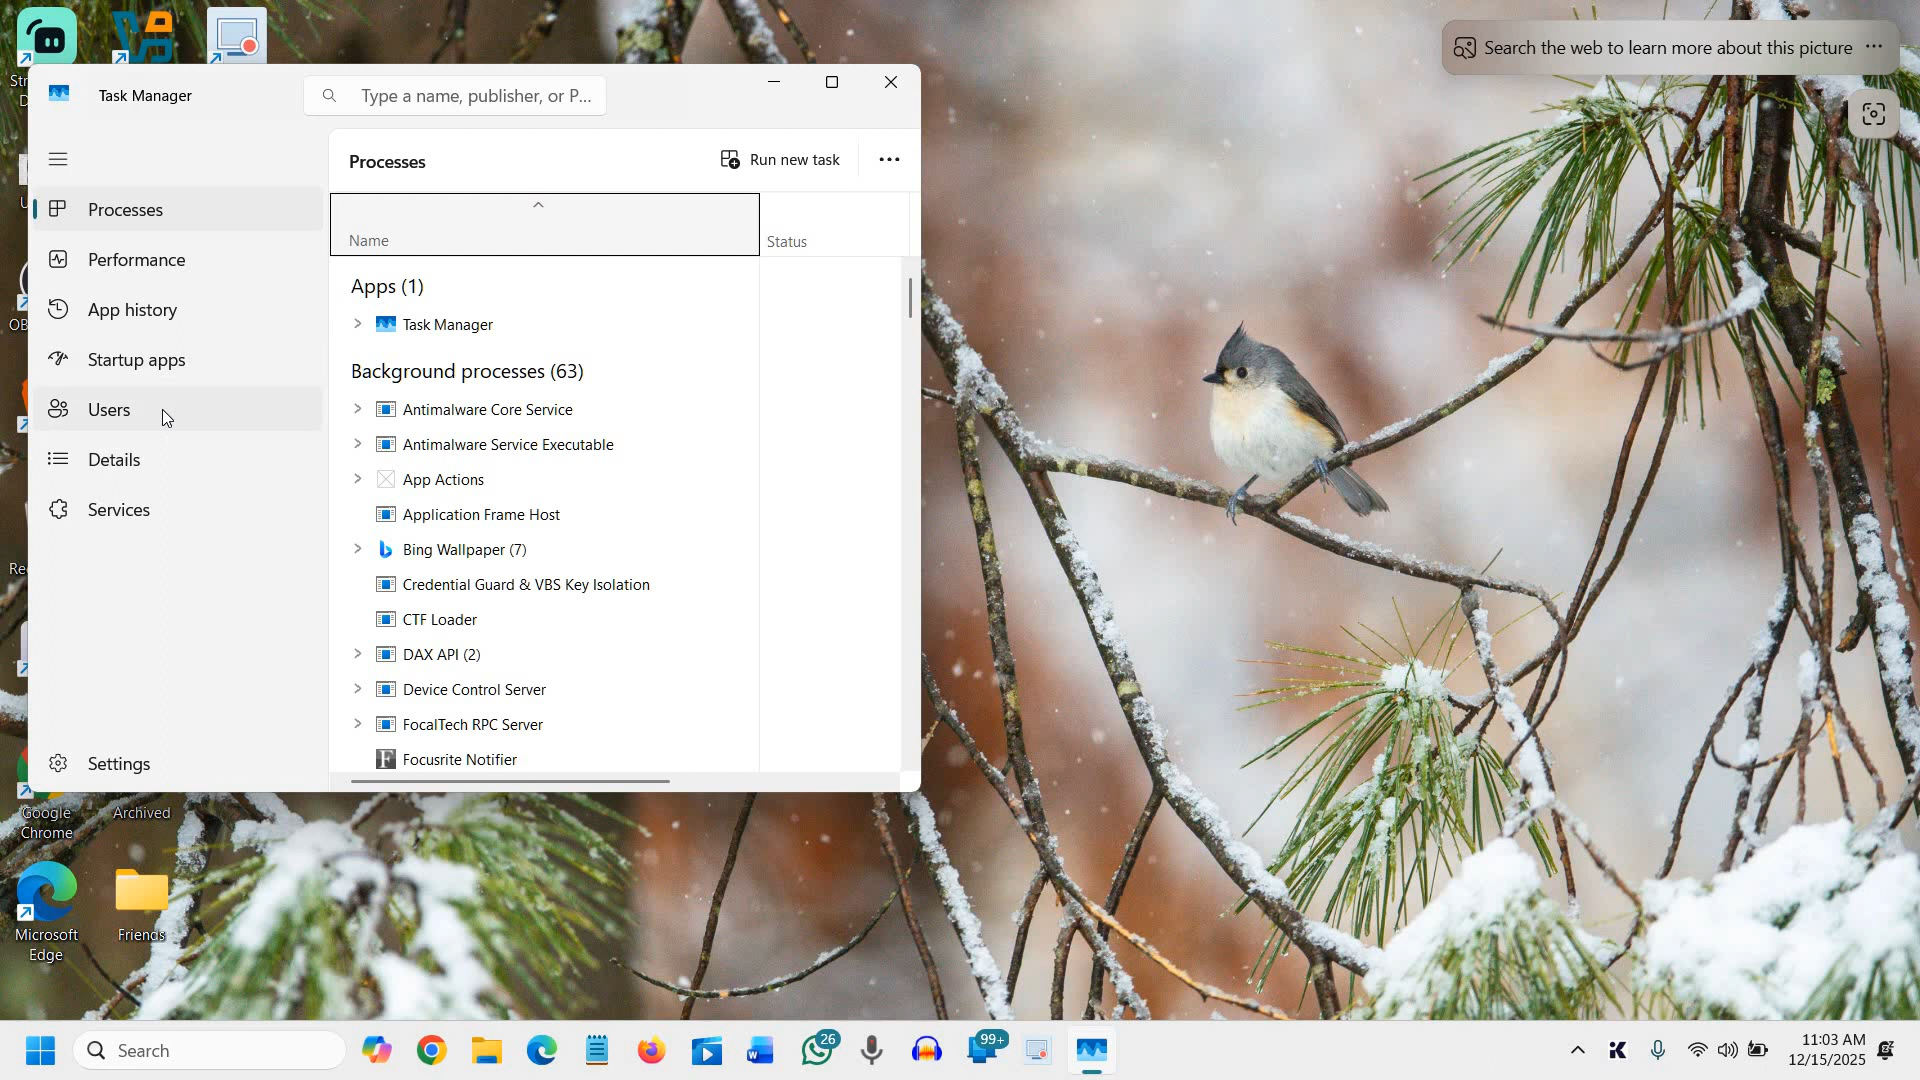 Search the web to learn more about this picture
Task Manager
Type a name, publisher, or P...
Processes
Performance
App history
Startup apps
Users
Details
Services
Settings
Processes
Run new task
Name
Status
Apps (1)
Task Manager
Background processes (63)
Antimalware Core Service
Antimalware Service Executable
App Actions
Application Frame Host
Bing Wallpaper (7)
Credential Guard & VBS Key Isolation
CTF Loader
DAX API (2)
Device Control Server
FocalTech RPC Server
Focusrite Notifier
Google
Chrome
Archived
Microsoft
Edge
Friends
Search
26
99+
11:03 AM
12/15/2025